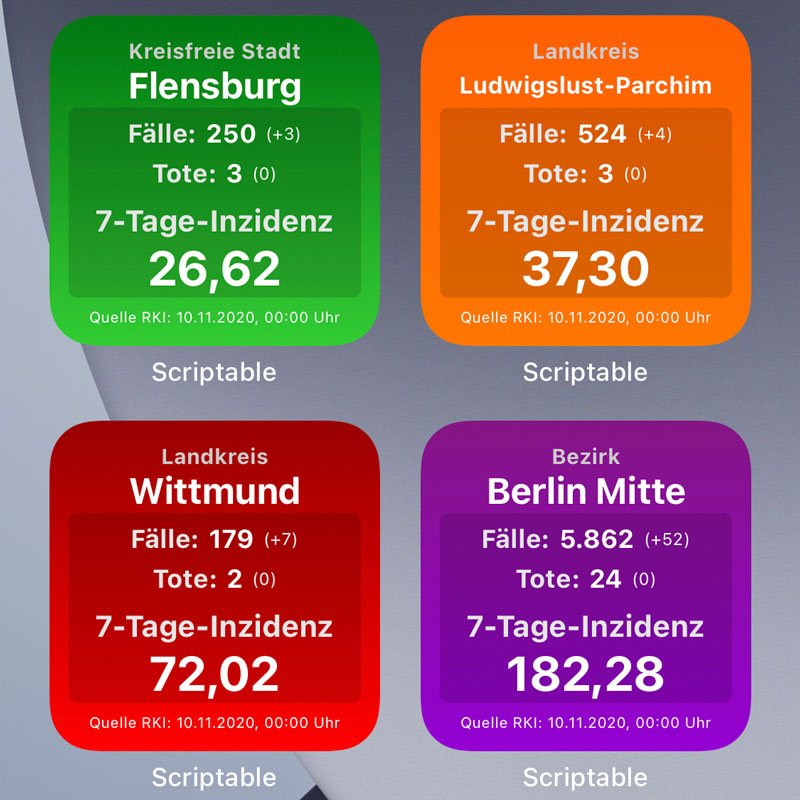 Kreisfreie Stadt
Flensburg
Fälle: 250 (+3)
Tote: 3 (0)
7-Tage-Inzidenz
26,62
Quelle RKI: 10.11.2020, 00:00 Uhr
Scriptable
Landkreis
Ludwigslust-Parchim
Fälle: 524 (+4)
Tote: 3 (0)
7-Tage-Inzidenz
37,30
Quelle RKI: 10.11.2020, 00:00 Uhr
Scriptable
Landkreis
Wittmund
Fälle: 179 (+7)
Tote: 2 (0)
7-Tage-Inzidenz
72,02
Quelle RKI: 10.11.2020, 00:00 Uhr
Scriptable
Bezirk
Berlin Mitte
Fälle: 5.862 (+52)
Tote: 24 (0)
7-Tage-Inzidenz
182,28
Quelle RKI: 10.11.2020, 00:00 Uhr
Scriptable